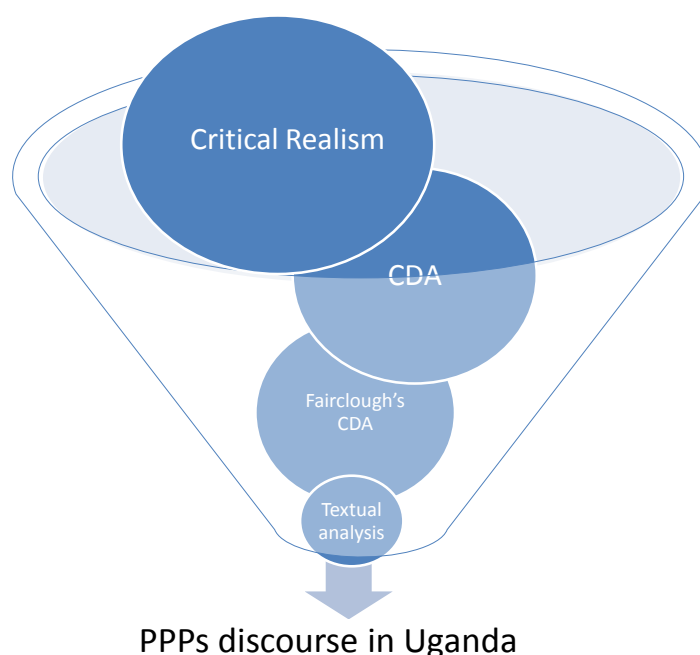 Critical Realism
CDA
Fairclough’s
CDA
Textual
analysis
PPPs discourse in Uganda